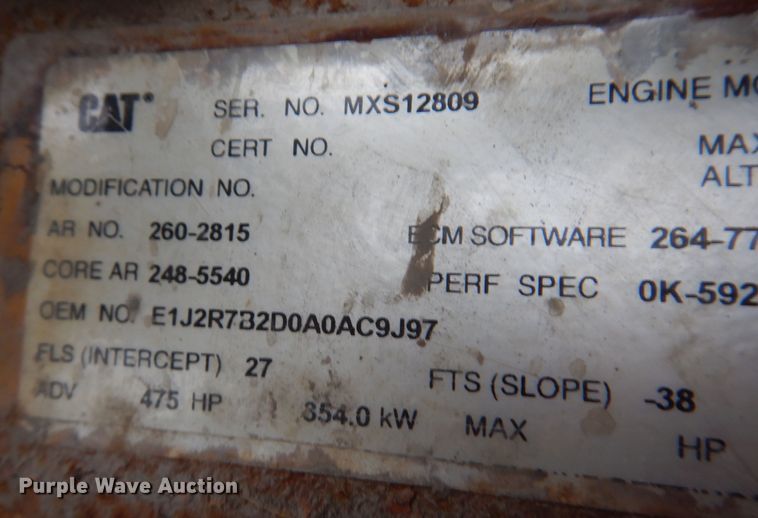 CAT® SER. NO. MXS12809 ENGINE MO
CERT NO. MAX
ALT
MODIFICATION NO.
AR NO. 260-2815 ECM SOFTWARE 264-77
CORE AR 248-5540 PERF SPEC 0K-592
OEM NO. E1J2R7B2D0A0AC9J97
FLS (INTERCEPT) 27 FTS (SLOPE) -38
ADV 475 HP 354.0 kW MAX HP
Purple Wave Auction